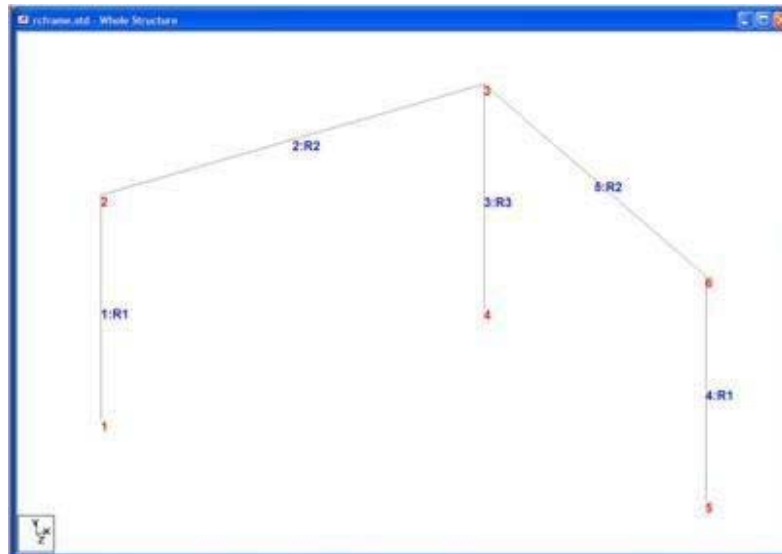 rcframe.std - Whole Structure
3
2:R2
5:R2
2
3:R3
6
1:R1
4
4:R1
1
5
Y
X
Z